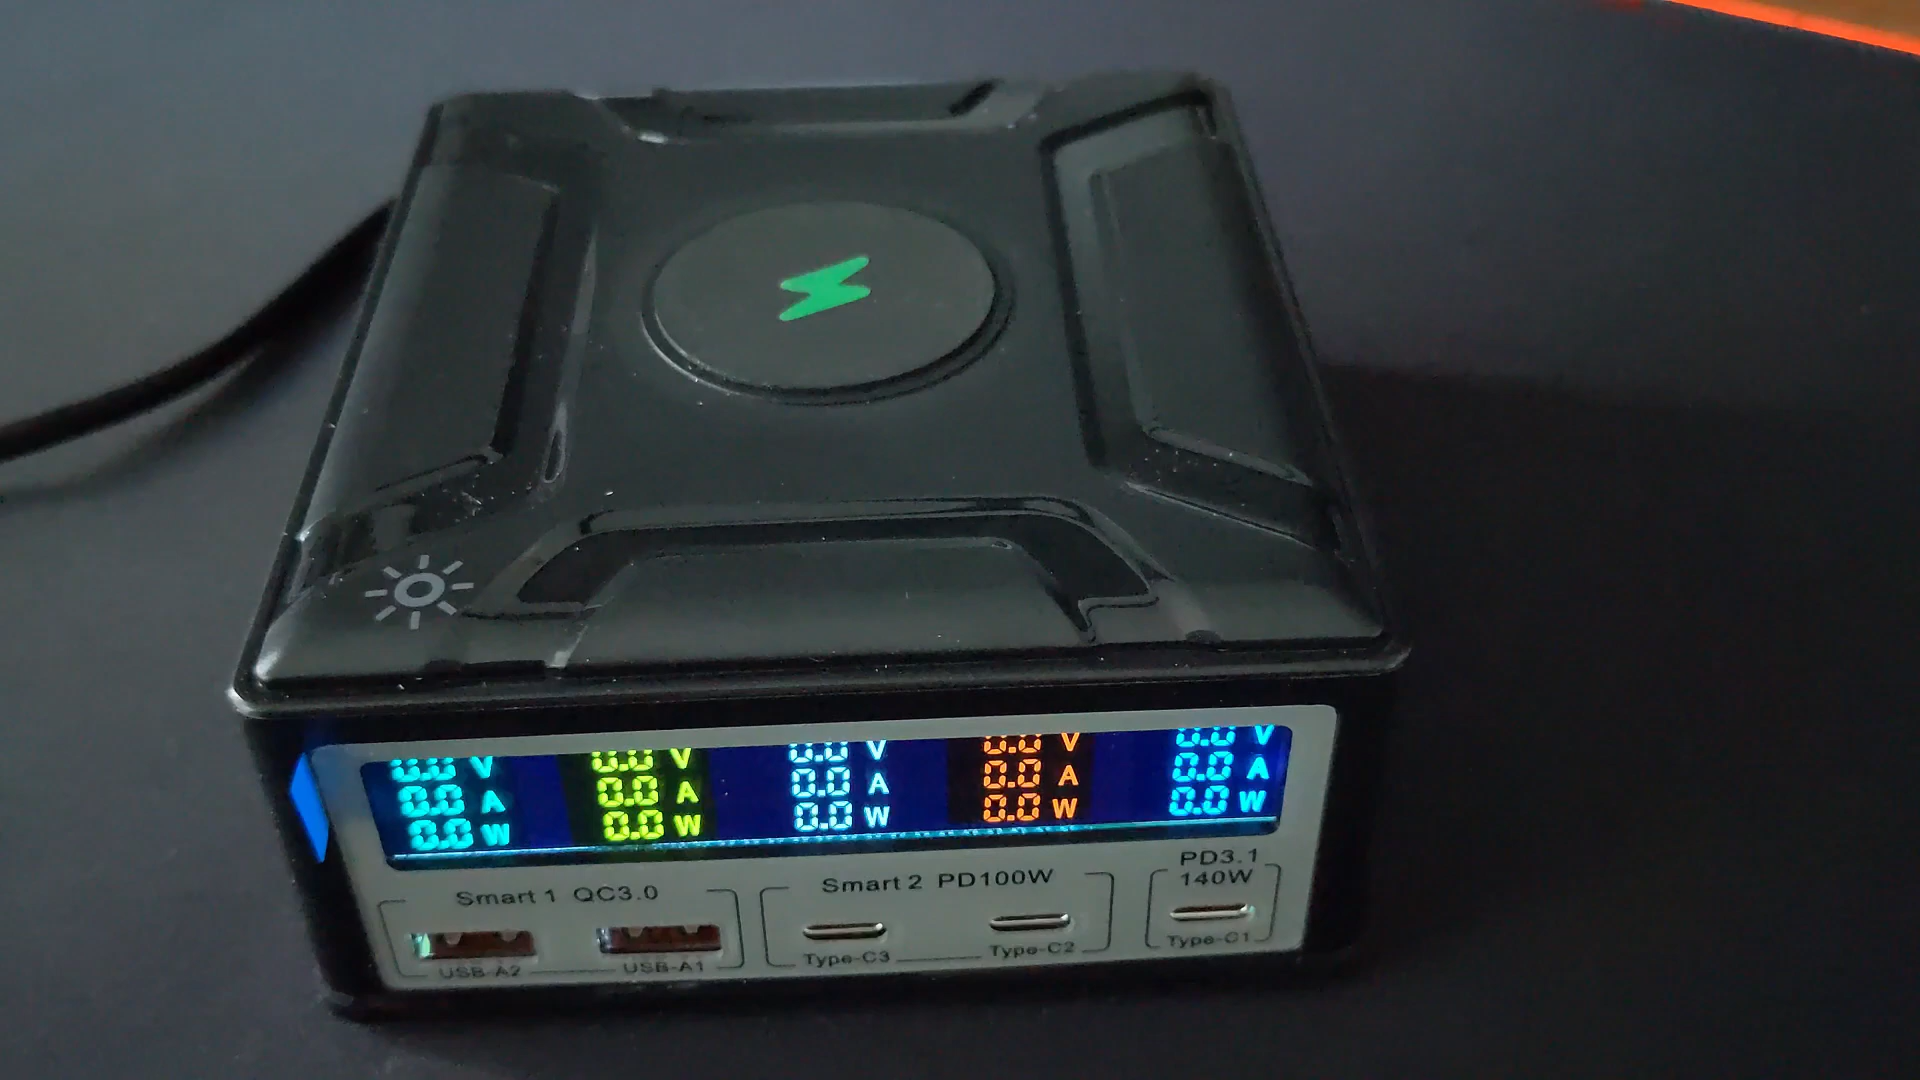 0.0 V 0.0 V 0.0 V 0.0 V 0.0 V
0.0 A 0.0 A 0.0 A 0.0 A 0.0 A
0.0 W 0.0 W 0.0 W 0.0 W 0.0 W
Smart 1 QC3.0
USB-A2
USB-A1
Smart 2 PD100W
Type-C3
Type-C2
PD3.1
140W
Type-C1